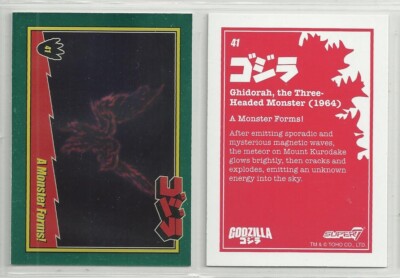 41
A Monster Forms!
ゴジラ
41
ゴジラ
Ghidorah, the Three-
Headed Monster (1964)
A Monster Forms!
After emitting sporadic and
mysterious magnetic waves,
the meteor on Mount Kurodake
glows brightly, then cracks and
explodes, emitting an unknown
energy into the sky.
GODZILLA
ゴジラ
SUPER7
TM & © TOHO CO., LTD.